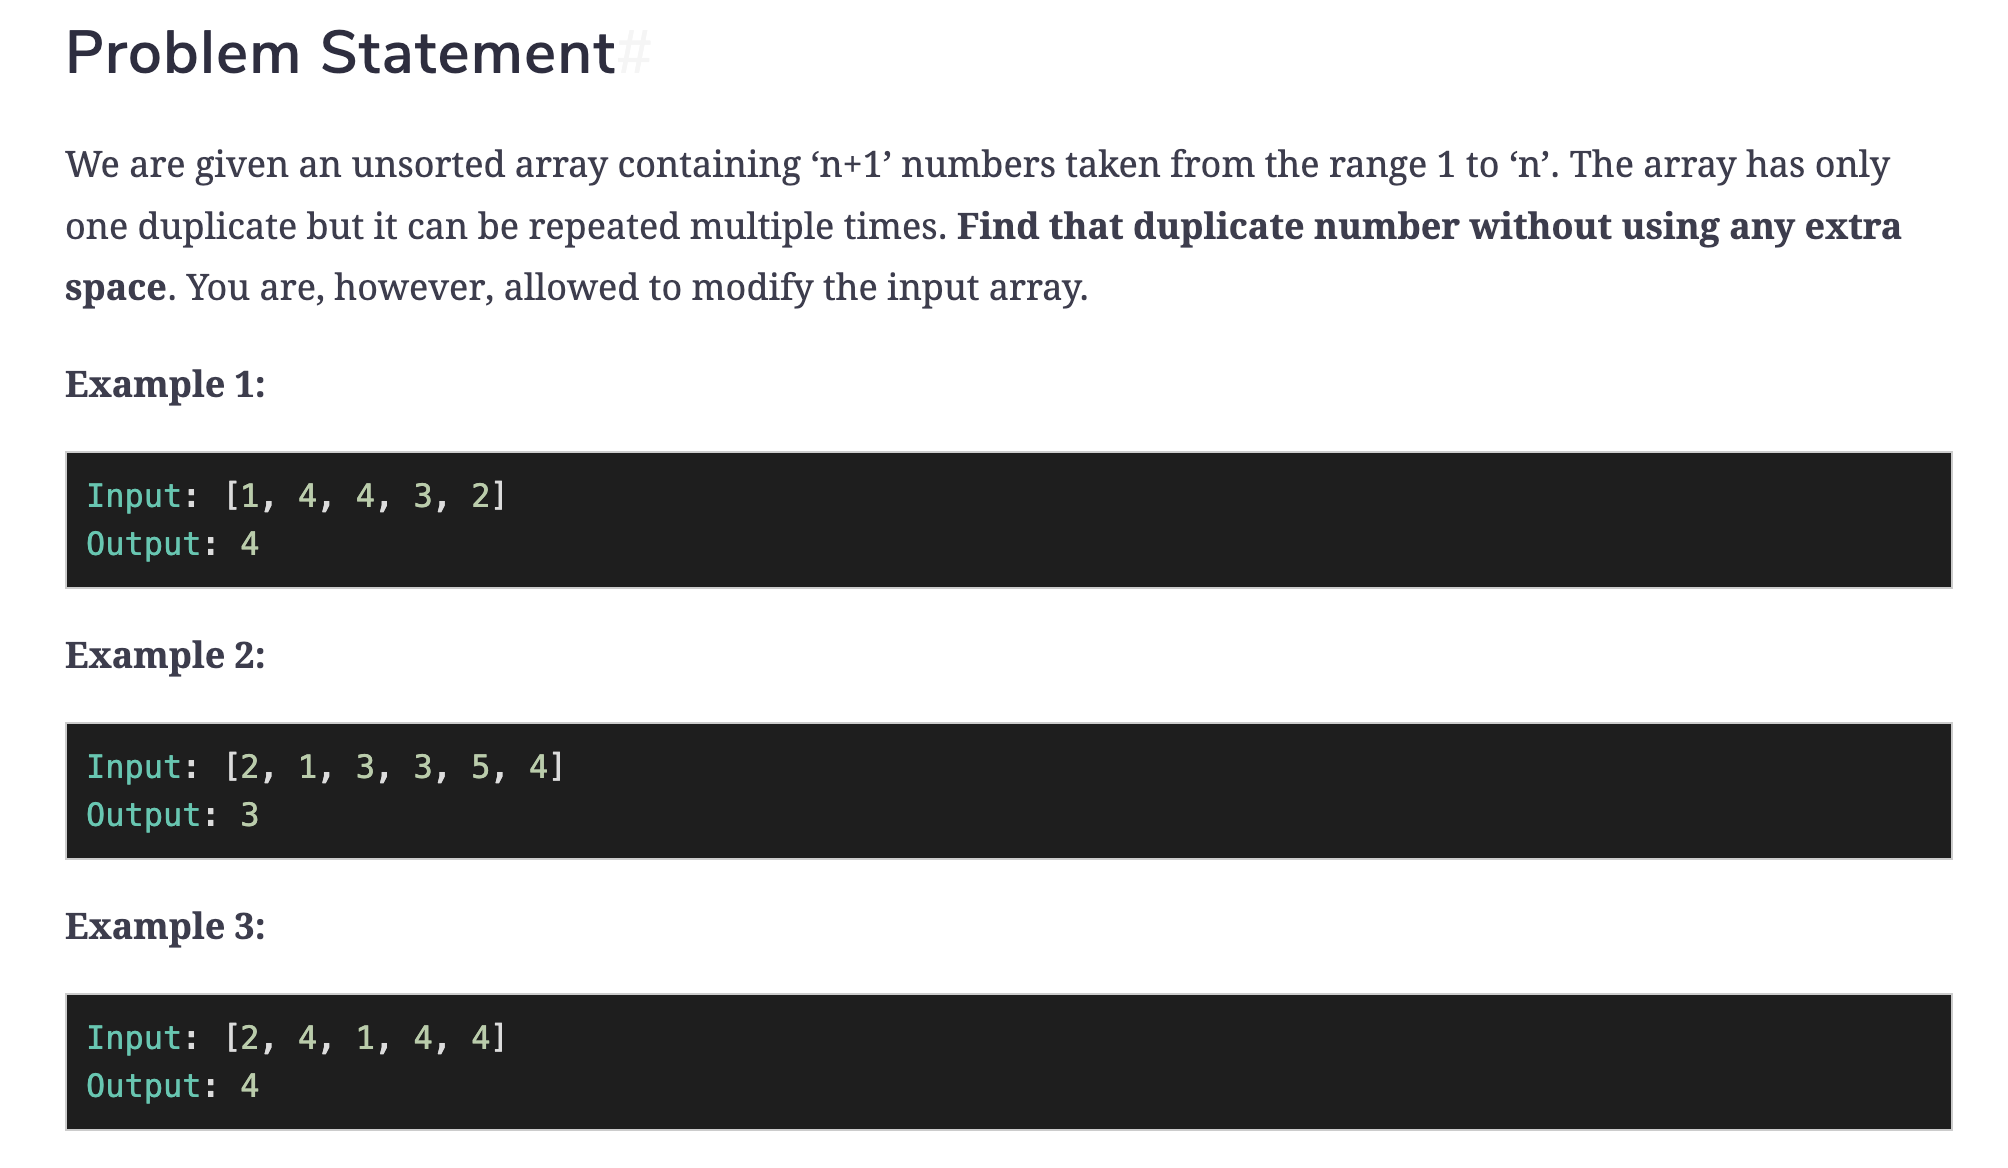 Problem Statement#
We are given an unsorted array containing ‘n+1’ numbers taken from the range 1 to ‘n’. The array has only
one duplicate but it can be repeated multiple times. Find that duplicate number without using any extra
space. You are, however, allowed to modify the input array.
Example 1:
Input: [1, 4, 4, 3, 2]
Output: 4
Example 2:
Input: [2, 1, 3, 3, 5, 4]
Output: 3
Example 3:
Input: [2, 4, 1, 4, 4]
Output: 4